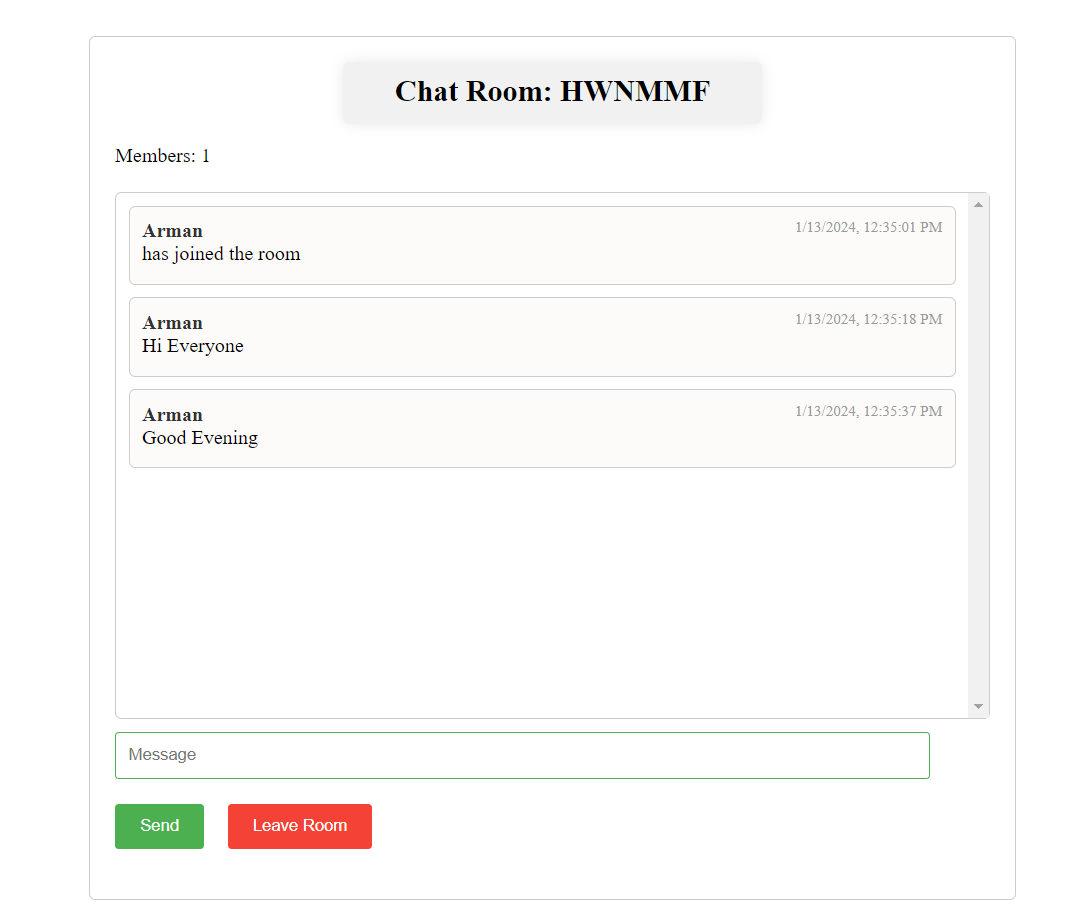 Chat Room: HWNMMF
Members: 1
Arman
1/13/2024, 12:35:01 PM
has joined the room
Arman
1/13/2024, 12:35:18 PM
Hi Everyone
Arman
1/13/2024, 12:35:37 PM
Good Evening
Message
Send
Leave Room